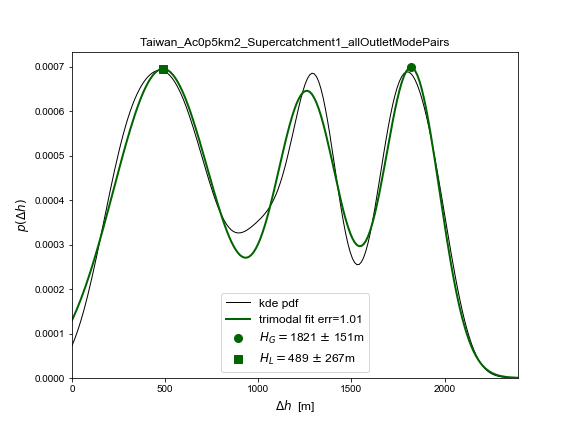 Taiwan_Ac0p5km2_Supercatchment1_allOutletModePairs
p(Δh)
0.0007
0.0006
0.0005
0.0004
0.0003
0.0002
0.0001
0.0000
kde pdf
trimodal fit err=1.01
H_G = 1821 ± 151m
H_L = 489 ± 267m
0 500 1000 1500 2000
Δh [m]